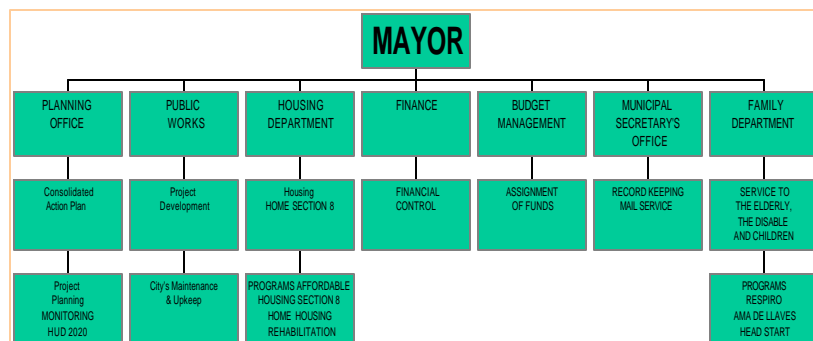 MAYOR
PLANNING
OFFICE
PUBLIC
WORKS
HOUSING
DEPARTMENT
FINANCE
BUDGET
MANAGEMENT
MUNICIPAL
SECRETARY'S
OFFICE
FAMILY
DEPARTMENT
Consolidated
Action Plan
Project
Development
Housing
HOME SECTION 8
FINANCIAL
CONTROL
ASSIGNMENT
OF FUNDS
RECORD KEEPING
MAIL SERVICE
SERVICE TO
THE ELDERLY,
THE DISABLE
AND CHILDREN
Project
Planning
MONITORING
HUD 2020
City's Maintenance
& Upkeep
PROGRAMS AFFORDABLE
HOUSING SECTION 8
HOME HOUSING
REHABILITATION
PROGRAMS
RESPIRO
AMA DE LLAVES
HEAD START